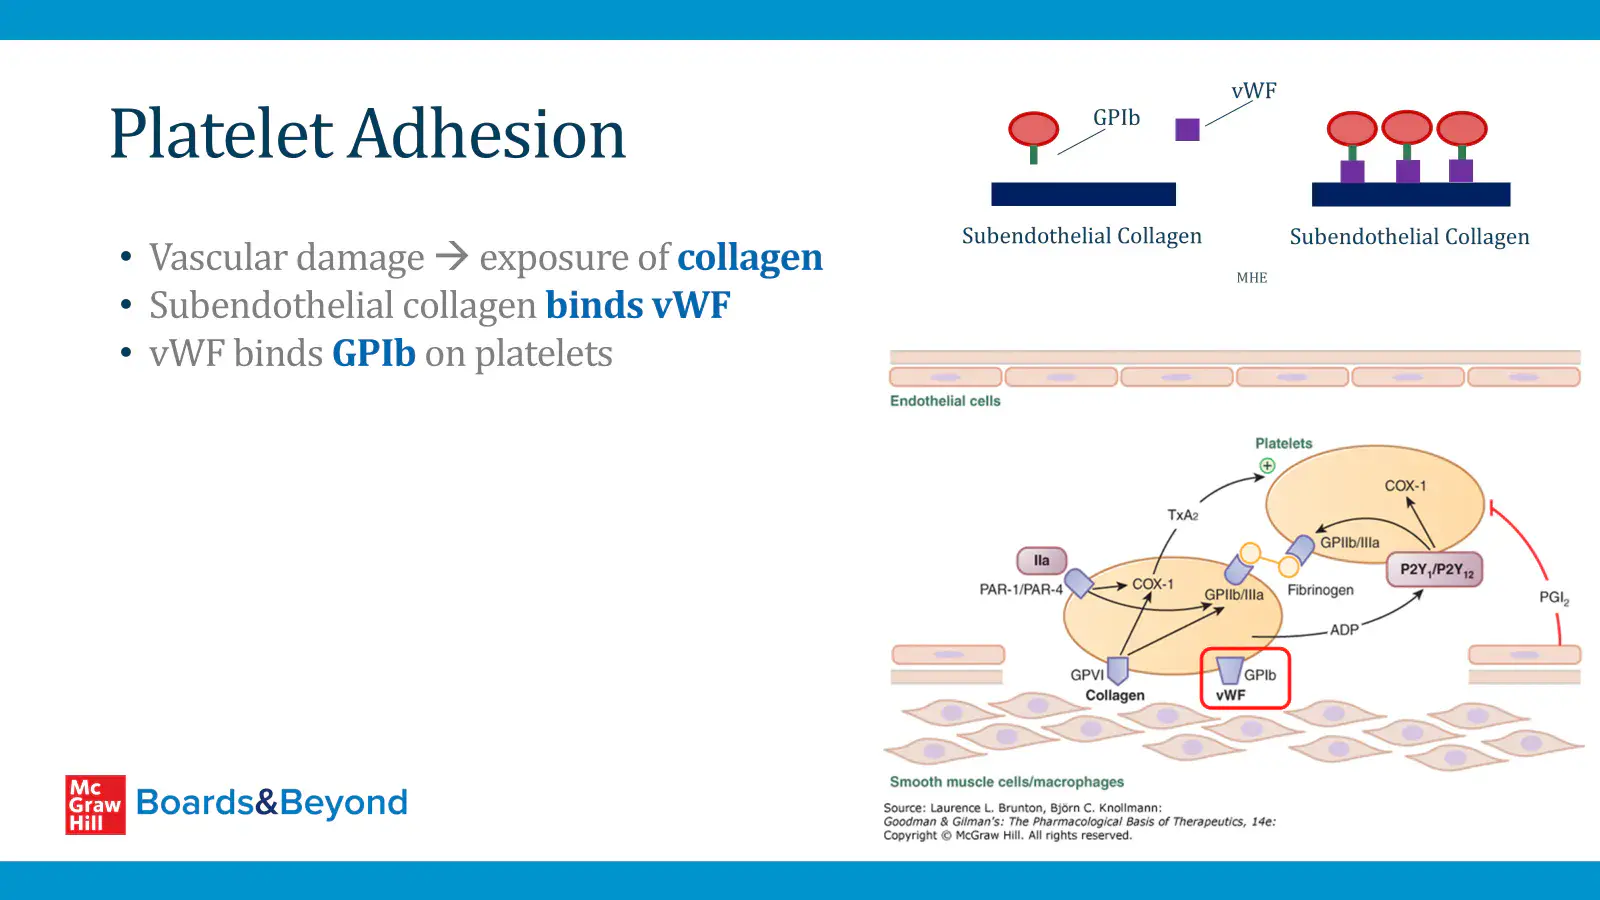 Platelet Adhesion
• Vascular damage → exposure of collagen
• Subendothelial collagen binds vWF
• vWF binds GPIb on platelets
vWF
GPIb
Subendothelial Collagen
Subendothelial Collagen
MHE
Endothelial cells
Platelets
COX-1
TxA2
GPIIb/IIIa
IIa
P2Y1/P2Y12
PAR-1/PAR-4
COX-1
GPIIb/IIIa
Fibrinogen
PGI2
ADP
GPVI
GPIb
Collagen
vWF
Smooth muscle cells/macrophages
Source: Laurence L. Brunton, Björn C. Knollmann:
Goodman & Gilman's: The Pharmacological Basis of Therapeutics, 14e:
Copyright © McGraw Hill. All rights reserved.
Mc
Graw
Hill
Boards&Beyond